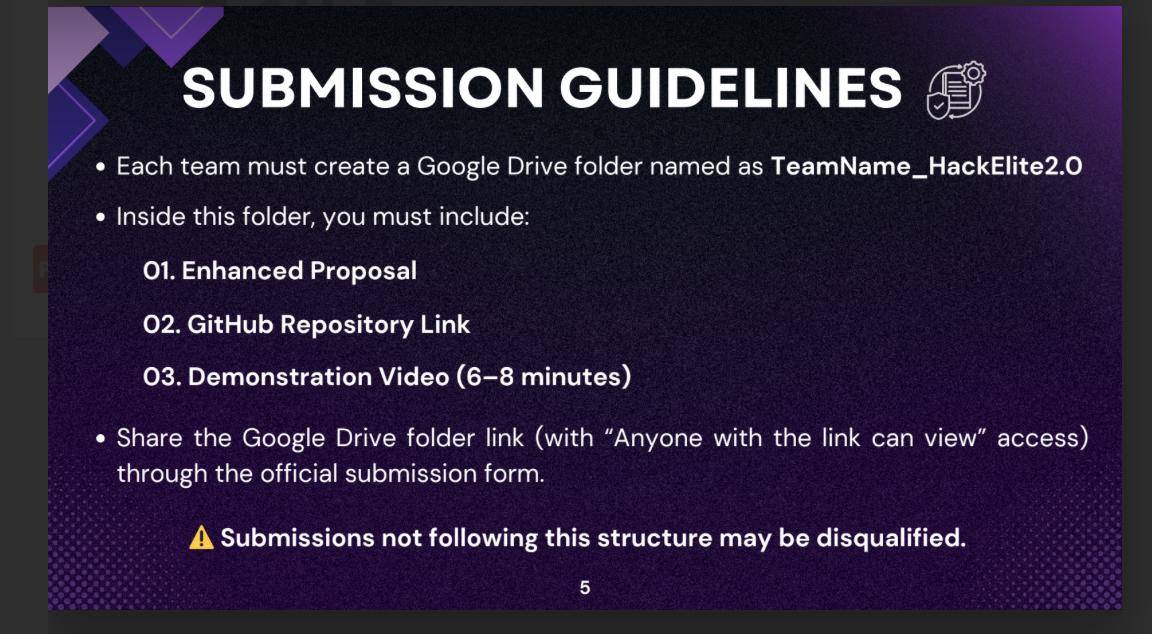 SUBMISSION GUIDELINES
• Each team must create a Google Drive folder named as TeamName_HackElite2.0
• Inside this folder, you must include:
01. Enhanced Proposal
02. GitHub Repository Link
03. Demonstration Video (6–8 minutes)
• Share the Google Drive folder link (with “Anyone with the link can view” access)
through the official submission form.
⚠️ Submissions not following this structure may be disqualified.
5